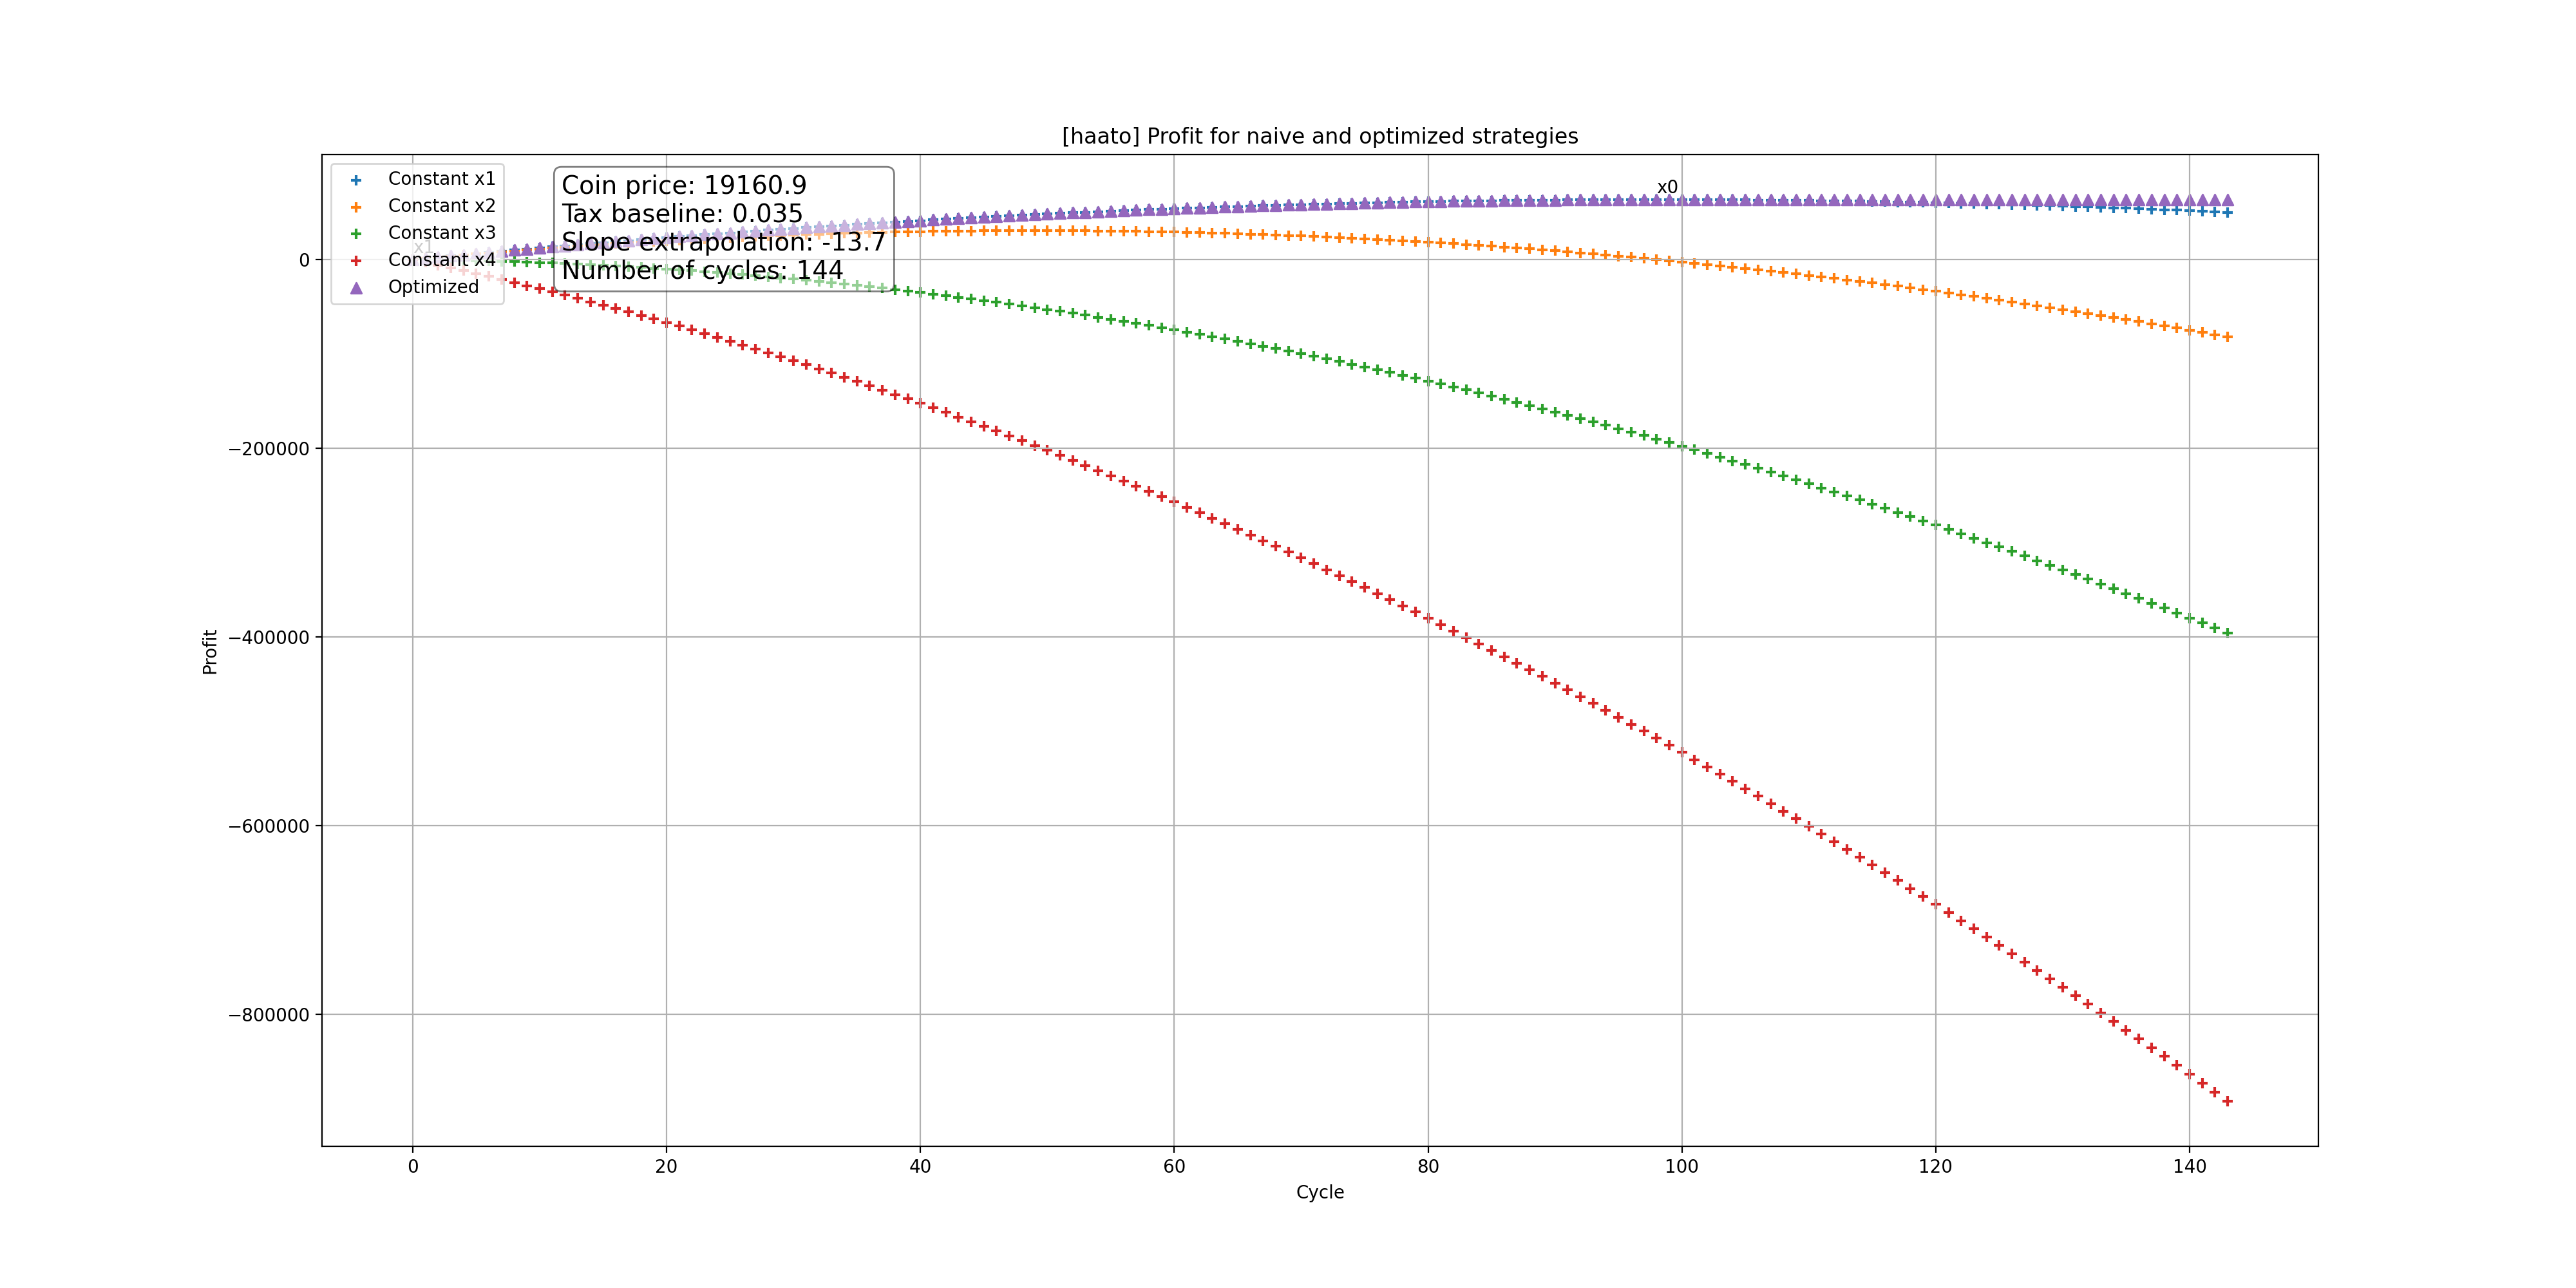 [haato] Profit for naive and optimized strategies
Constant x1
Constant x2
Constant x3
Constant x4
Optimized
Coin price: 19160.9
Tax baseline: 0.035
Slope extrapolation: -13.7
Number of cycles: 144
x1
x0
Profit
0
−200000
−400000
−600000
−800000
0 20 40 60 80 100 120 140
Cycle